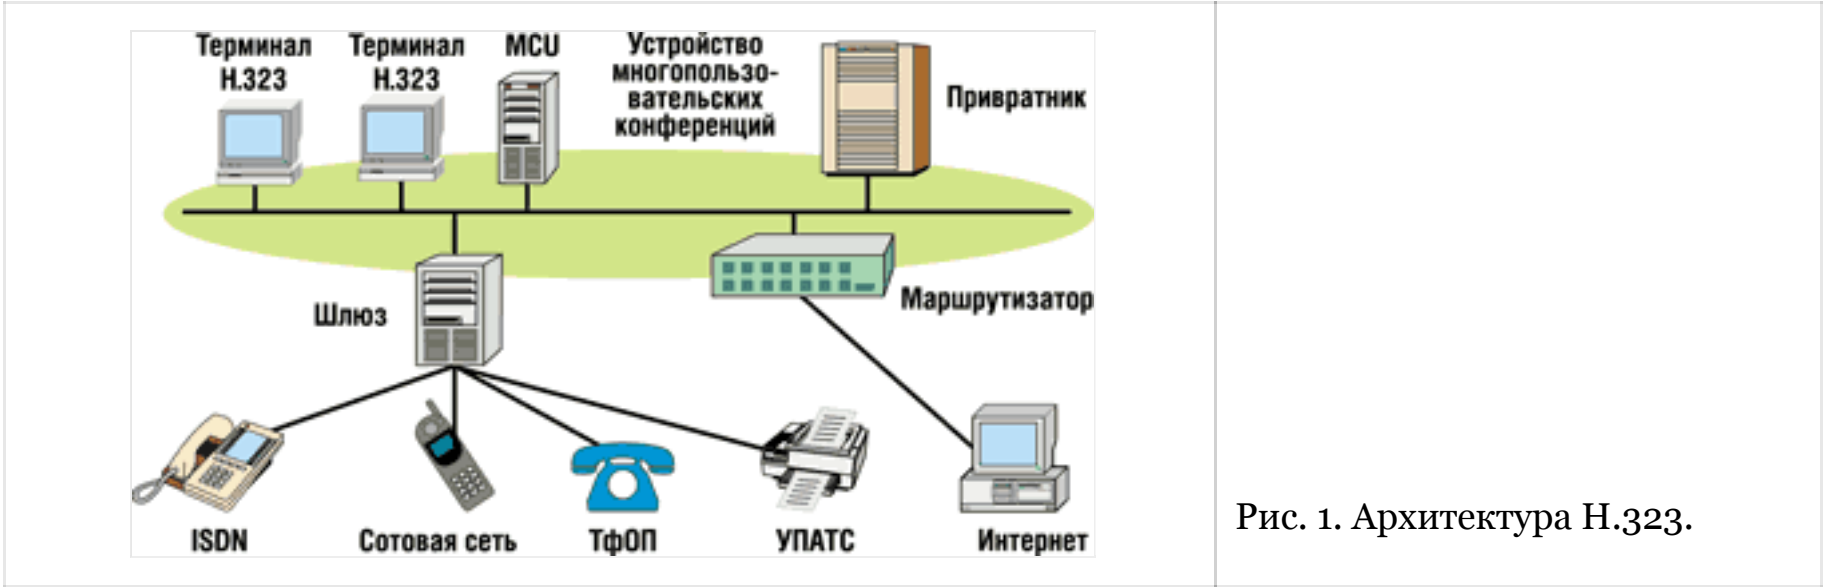 Терминал
Н.323
Терминал
Н.323
MCU
Устройство
многопользо-
вательских
конференций
Привратник
Шлюз
Маршрутизатор
ISDN
Сотовая сеть
ТфОП
УПАТС
Интернет
Рис. 1. Архитектура H.323.